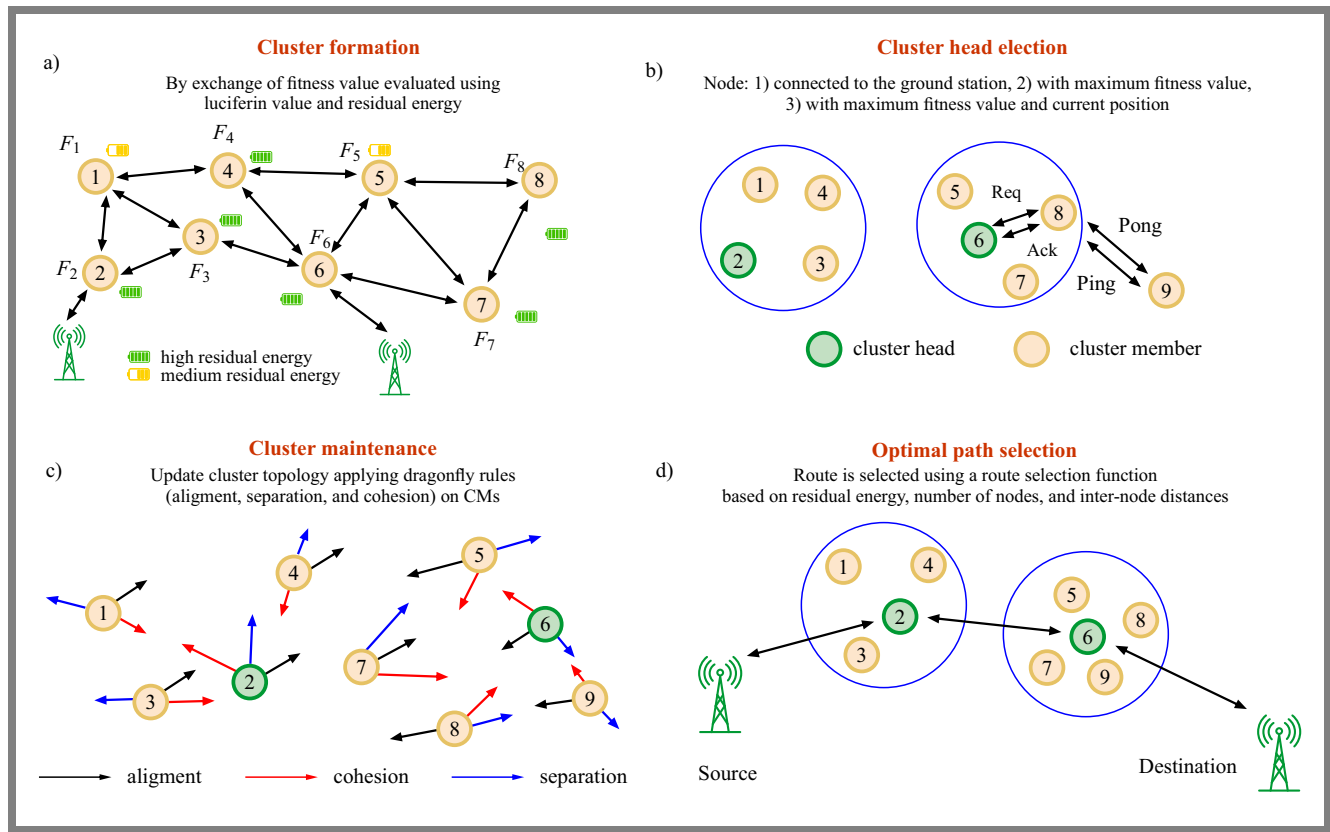 Cluster formation
a)
By exchange of fitness value evaluated using
luciferin value and residual energy
F1
F4
F5
F8
1
4
5
8
3
F2
2
F3
F6
6
7
F7
high residual energy
medium residual energy
Cluster head election
b)
Node: 1) connected to the ground station, 2) with maximum fitness value,
3) with maximum fitness value and current position
1
4
2
3
5
Req
8
6
Ack
7
Pong
Ping
9
cluster head
cluster member
Cluster maintenance
c)
Update cluster topology applying dragonfly rules
(aligment, separation, and cohesion) on CMs
4
5
1
6
7
2
3
9
8
aligment
cohesion
separation
Optimal path selection
d)
Route is selected using a route selection function
based on residual energy, number of nodes, and inter-node distances
1
4
2
3
5
8
6
7
9
Source
Destination